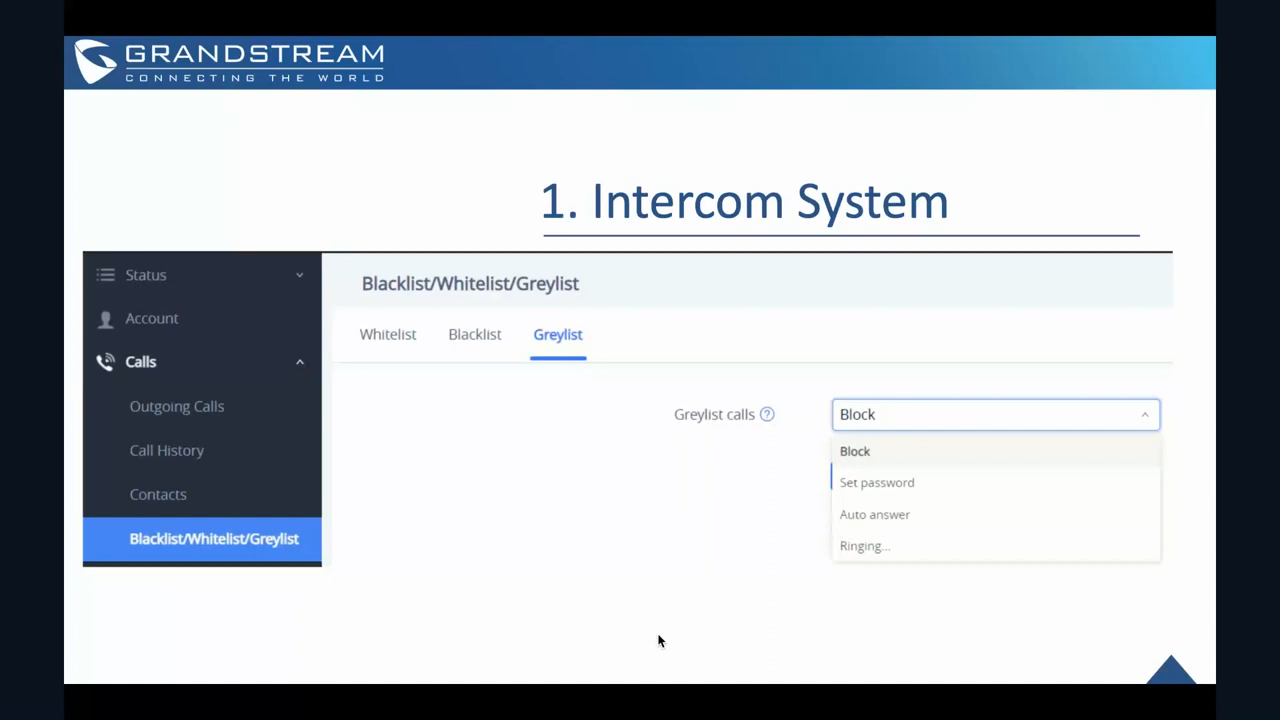 GRANDSTREAM
CONNECTING THE WORLD
1. Intercom System
Status
Account
Calls
Outgoing Calls
Call History
Contacts
Blacklist/Whitelist/Greylist
Blacklist/Whitelist/Greylist
Whitelist Blacklist Greylist
Greylist calls ? Block
Block
Set password
Auto answer
Ringing...